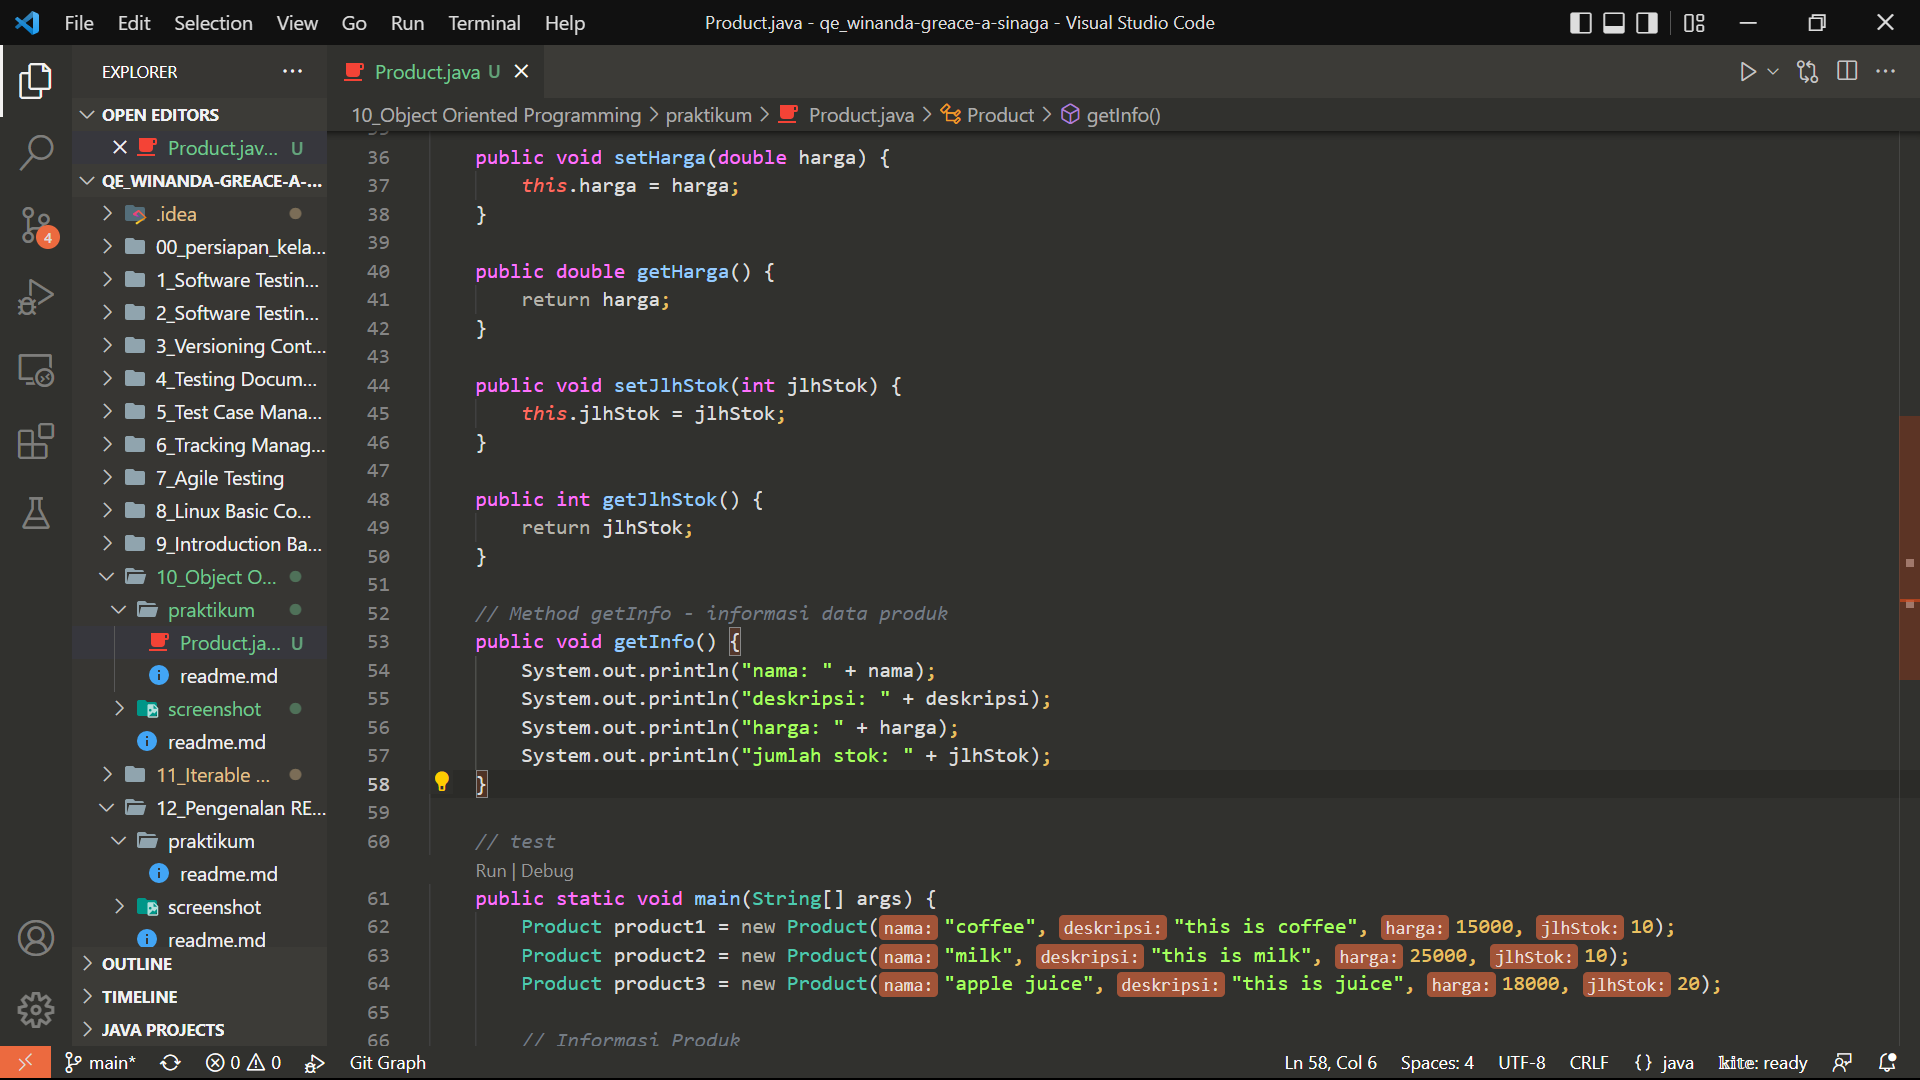 File Edit Selection View Go Run Terminal Help
Product.java - qe_winanda-greace-a-sinaga - Visual Studio Code
EXPLORER
OPEN EDITORS
Product.jav... U
QE_WINANDA-GREACE-A-...
.idea
00_persiapan_kela...
1_Software Testin...
2_Software Testin...
3_Versioning Cont...
4_Testing Docum...
5_Test Case Mana...
6_Tracking Manag...
7_Agile Testing
8_Linux Basic Co...
9_Introduction Ba...
10_Object O...
praktikum
Product.ja... U
readme.md
screenshot
readme.md
11_Iterable ...
12_Pengenalan RE...
praktikum
readme.md
screenshot
readme.md
OUTLINE
TIMELINE
JAVA PROJECTS
4
Product.java U
10_Object Oriented Programming > praktikum > Product.java > Product > getInfo()
36 public void setHarga(double harga) {
37 this.harga = harga;
38 }
39
40 public double getHarga() {
41 return harga;
42 }
43
44 public void setJlhStok(int jlhStok) {
45 this.jlhStok = jlhStok;
46 }
47
48 public int getJlhStok() {
49 return jlhStok;
50 }
51
52 // Method getInfo - informasi data produk
53 public void getInfo() {
54 System.out.println("nama: " + nama);
55 System.out.println("deskripsi: " + deskripsi);
56 System.out.println("harga: " + harga);
57 System.out.println("jumlah stok: " + jlhStok);
58 }
59
60 // test
Run | Debug
61 public static void main(String[] args) {
62 Product product1 = new Product(nama: "coffee", deskripsi: "this is coffee", harga: 15000, jlhStok: 10);
63 Product product2 = new Product(nama: "milk", deskripsi: "this is milk", harga: 25000, jlhStok: 10);
64 Product product3 = new Product(nama: "apple juice", deskripsi: "this is juice", harga: 18000, jlhStok: 20);
65
66 // Informasi Produk
main* 0 0 Git Graph
Ln 58, Col 6 Spaces: 4 UTF-8 CRLF {} java kite: ready